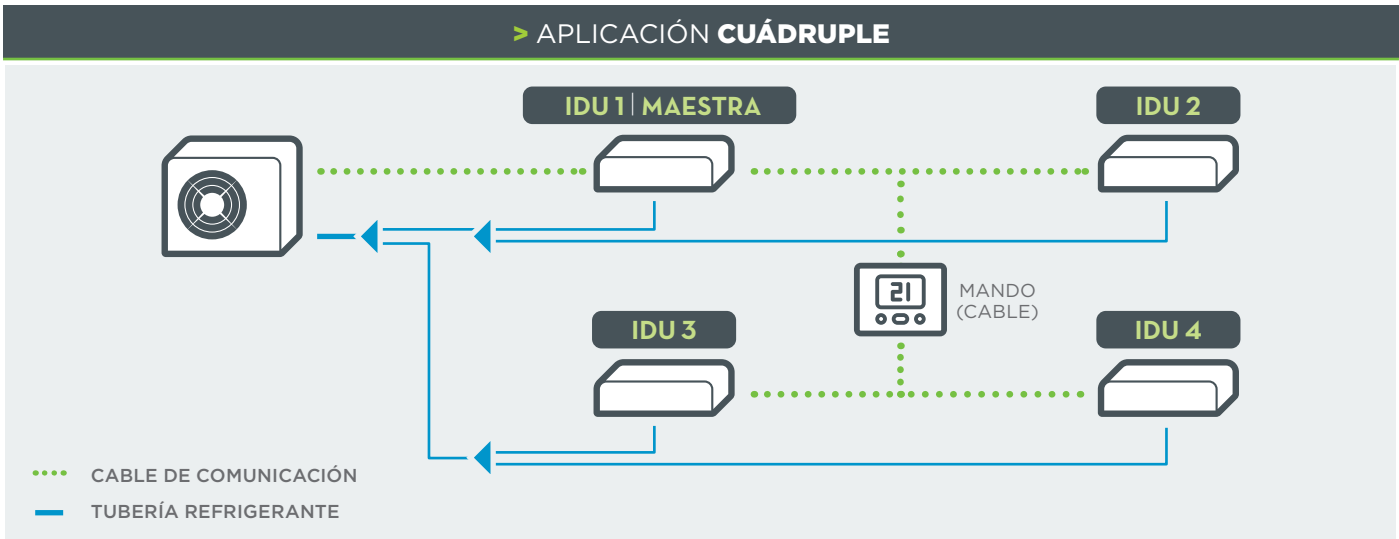 > APLICACIÓN CUÁDRUPLE
IDU 1 | MAESTRA
IDU 2
21
MANDO
(CABLE)
IDU 3
IDU 4
CABLE DE COMUNICACIÓN
TUBERÍA REFRIGERANTE